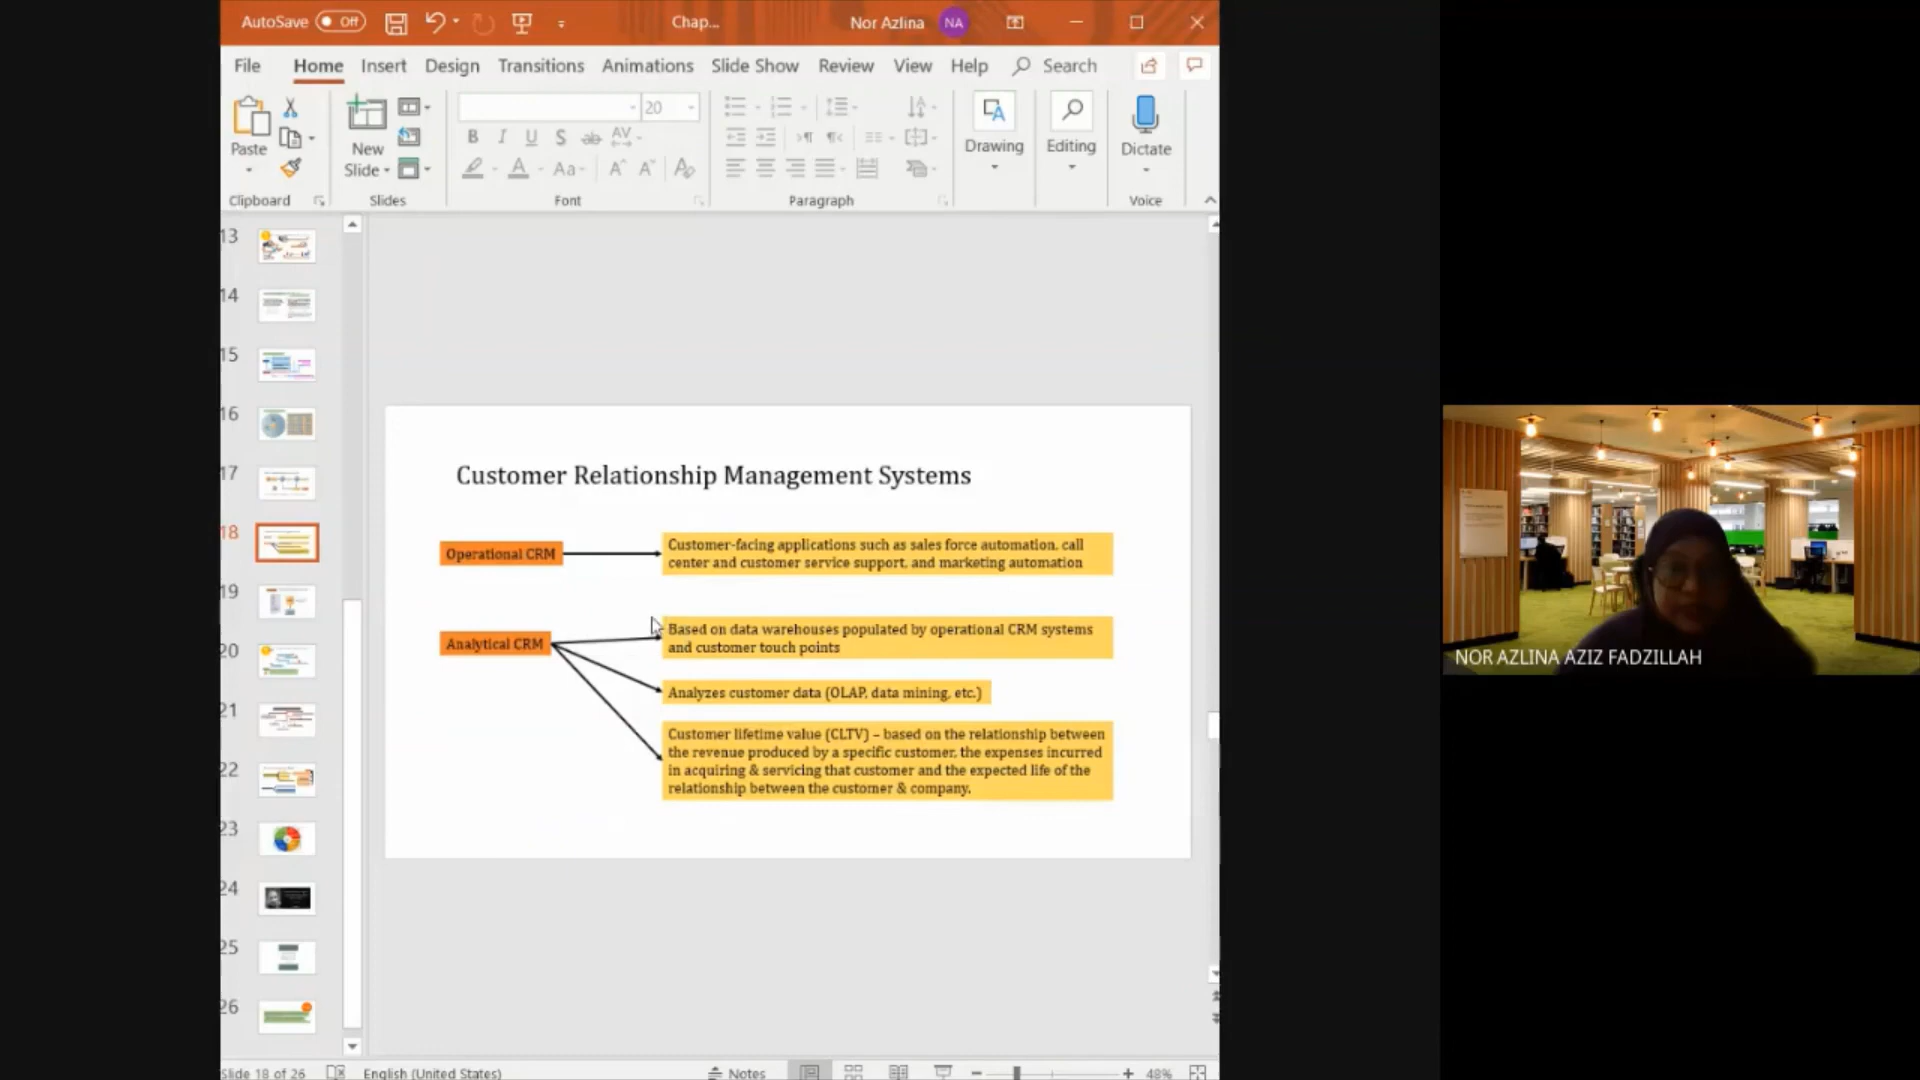 AutoSave Off Chap... Nor Azlina NA
File Home Insert Design Transitions Animations Slide Show Review View Help Search
20
Paste
New
Slide
B I U S ab AV
A Aa A A A
Drawing
Editing
Dictate
Clipboard Slides Font Paragraph Voice
13
14
15
16
17
18
19
20
21
22
23
24
25
26
Customer Relationship Management Systems
Operational CRM
Customer-facing applications such as sales force automation, call
center and customer service support, and marketing automation
Analytical CRM
Based on data warehouses populated by operational CRM systems
and customer touch points
Analyzes customer data (OLAP, data mining, etc.)
Customer lifetime value (CLTV) – based on the relationship between
the revenue produced by a specific customer, the expenses incurred
in acquiring & servicing that customer and the expected life of the
relationship between the customer & company.
NOR AZLINA AZIZ FADZILLAH
Slide 18 of 26 English (United States) Notes 48%